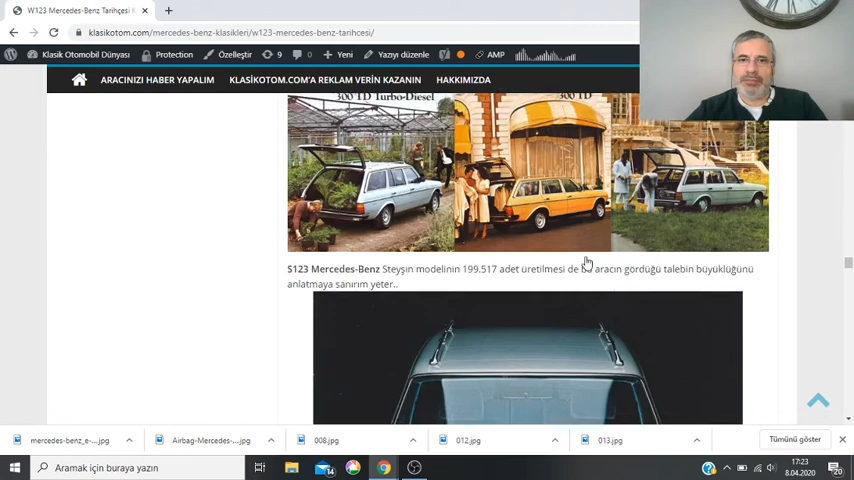 W123 Mercedes-Benz Tarihçesi K
klasikotom.com/mercedes-benz-klasikleri/w123-mercedes-benz-tarihcesi/
Klasik Otomobil Dünyası Protection Özelleştir 9 0 Yeni Yazıyı düzenle AMP
ARACINIZI HABER YAPALIM KLASİKOTOM.COM'A REKLAM VERİN KAZANIN HAKKIMIZDA
300 TD Turbo-Diesel 300 TD
S123 Mercedes-Benz Steyşın modelinin 199.517 adet üretilmesi de aracın gördüğü talebin büyüklüğünü
anlatmaya sanırım yeter..
mercedes-benz_e-....jpg Airbag-Mercedes-....jpg 008.jpg 012.jpg 013.jpg Tümünü göster
Aramak için buraya yazın 14 17:23
8.04.2020 20